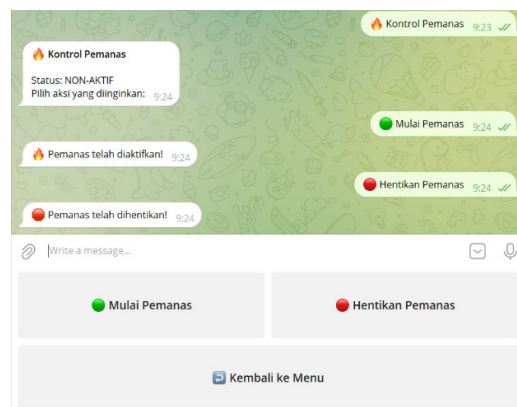 🔥 Kontrol Pemanas 9:23
🔥 Kontrol Pemanas
Status: NON-AKTIF
Pilih aksi yang diinginkan: 9:24
🟢 Mulai Pemanas 9:24
🔥 Pemanas telah diaktifkan! 9:24
🔴 Hentikan Pemanas 9:24
🛑 Pemanas telah dihentikan! 9:24
Write a message...
🟢 Mulai Pemanas
🔴 Hentikan Pemanas
↩️ Kembali ke Menu